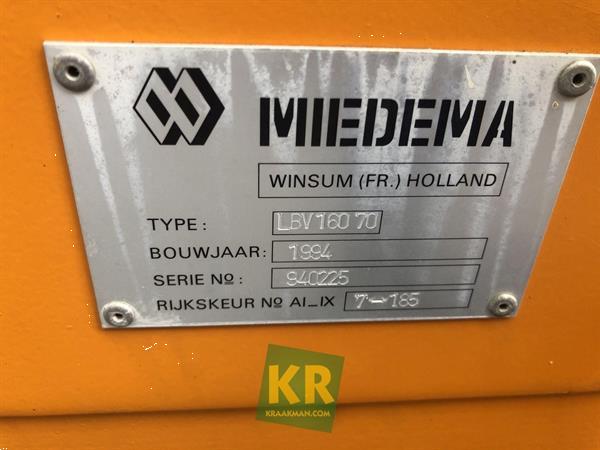 MIEDEMA
WINSUM (FR.) HOLLAND
TYPE: LBV 160 70
BOUWJAAR: 1994
SERIE No: 940225
RIJKSKEUR No AI_IX 7-185
KR
KRAAKMAN.COM